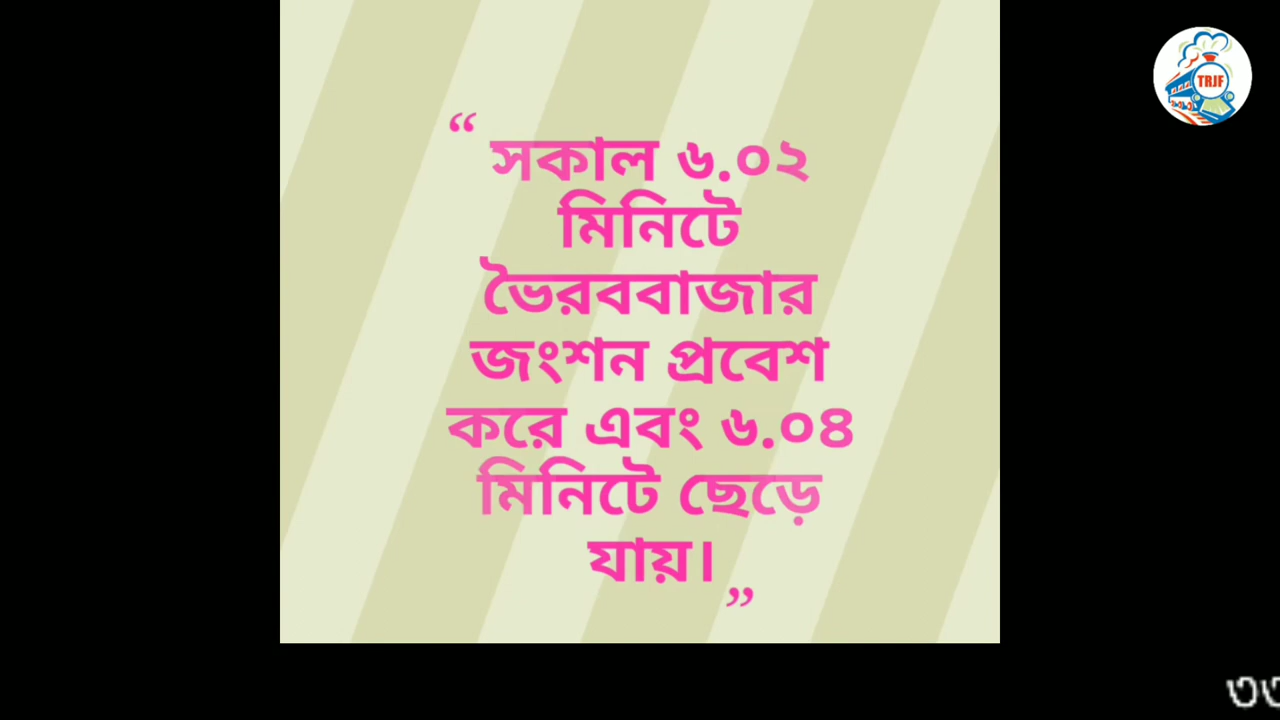 “
সকাল ৬.০২
মিনিটে
ভৈরববাজার
জংশন প্রবেশ
করে এবং ৬.০৪
মিনিটে ছেড়ে
যায়।
”
TRJF